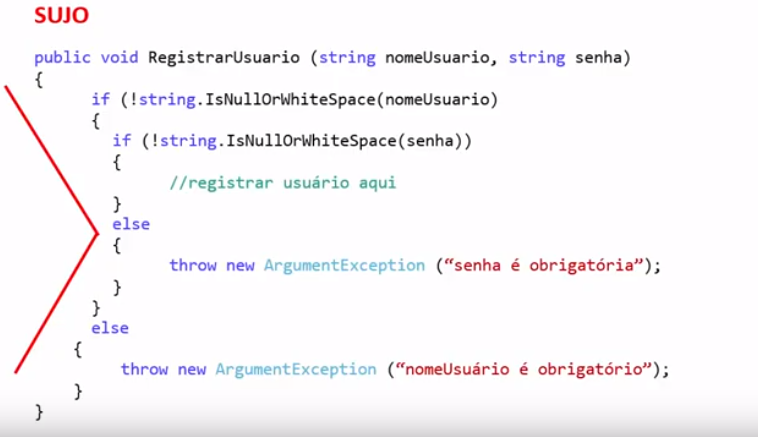 SUJO
public void RegistrarUsuario (string nomeUsuario, string senha)
{
if (!string.IsNullOrWhiteSpace(nomeUsuario)
{
if (!string.IsNullOrWhiteSpace(senha))
{
//registrar usuário aqui
}
else
{
throw new ArgumentException (“senha é obrigatória”);
}
}
else
{
throw new ArgumentException (“nomeUsuário é obrigatório”);
}
}